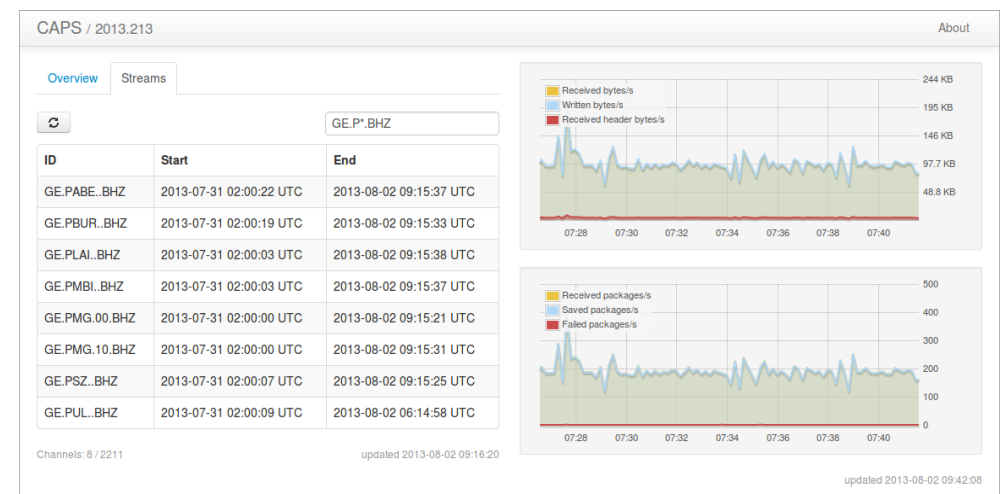 CAPS / 2013.213
About
Overview
Streams
GE.P*.BHZ
ID Start End
GE.PABE..BHZ 2013-07-31 02:00:22 UTC 2013-08-02 09:15:37 UTC
GE.PBUR..BHZ 2013-07-31 02:00:19 UTC 2013-08-02 09:15:33 UTC
GE.PLAI..BHZ 2013-07-31 02:00:03 UTC 2013-08-02 09:15:38 UTC
GE.PMBI..BHZ 2013-07-31 02:00:03 UTC 2013-08-02 09:15:37 UTC
GE.PMG.00.BHZ 2013-07-31 02:00:00 UTC 2013-08-02 09:15:21 UTC
GE.PMG.10.BHZ 2013-07-31 02:00:00 UTC 2013-08-02 09:15:31 UTC
GE.PSZ..BHZ 2013-07-31 02:00:07 UTC 2013-08-02 09:15:25 UTC
GE.PUL..BHZ 2013-07-31 02:00:09 UTC 2013-08-02 06:14:58 UTC
Channels: 8 / 2211
updated 2013-08-02 09:16:20
Received bytes/s
Written bytes/s
Received header bytes/s
244 KB
195 KB
146 KB
97.7 KB
48.8 KB
07:28 07:30 07:32 07:34 07:36 07:38 07:40
Received packages/s
Saved packages/s
Failed packages/s
500
400
300
200
100
0
07:28 07:30 07:32 07:34 07:36 07:38 07:40
updated 2013-08-02 09:42:08